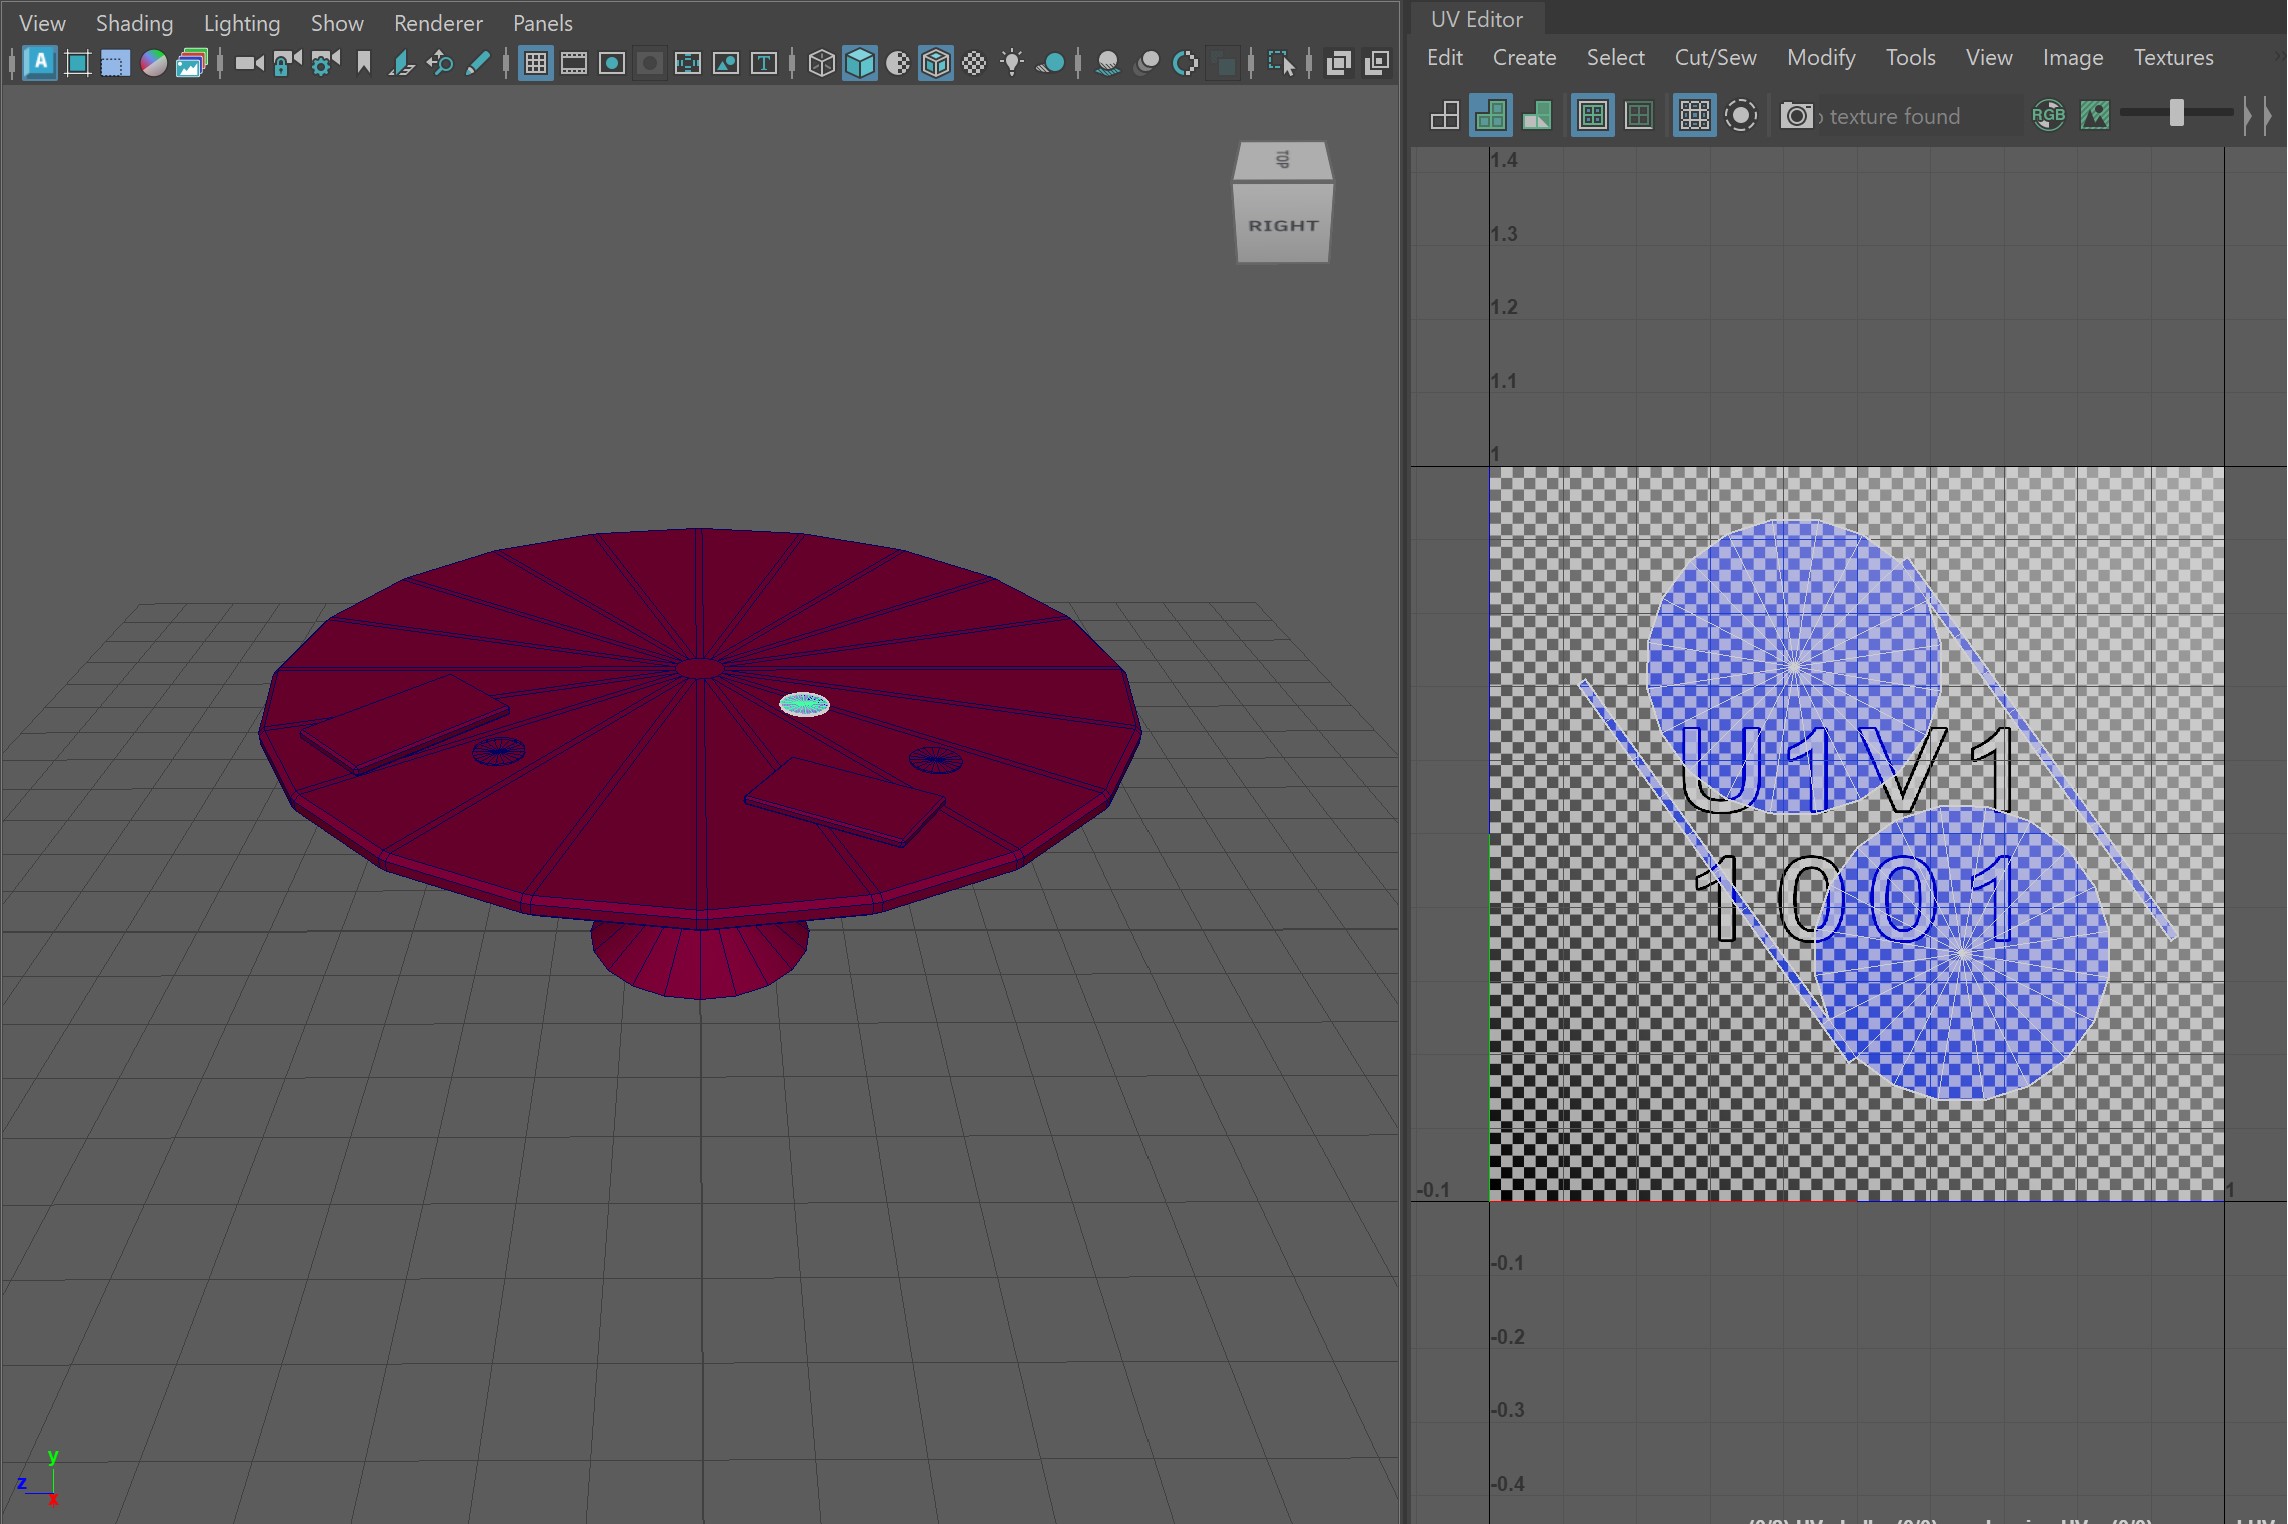 View Shading Lighting Show Renderer Panels
A
T
TOP
RIGHT
y
z
x
UV Editor
Edit Create Select Cut/Sew Modify Tools View Image Textures
texture found
RGB
1.4
1.3
1.2
1.1
1
U1V1
1001
-0.1
1
-0.1
-0.2
-0.3
-0.4